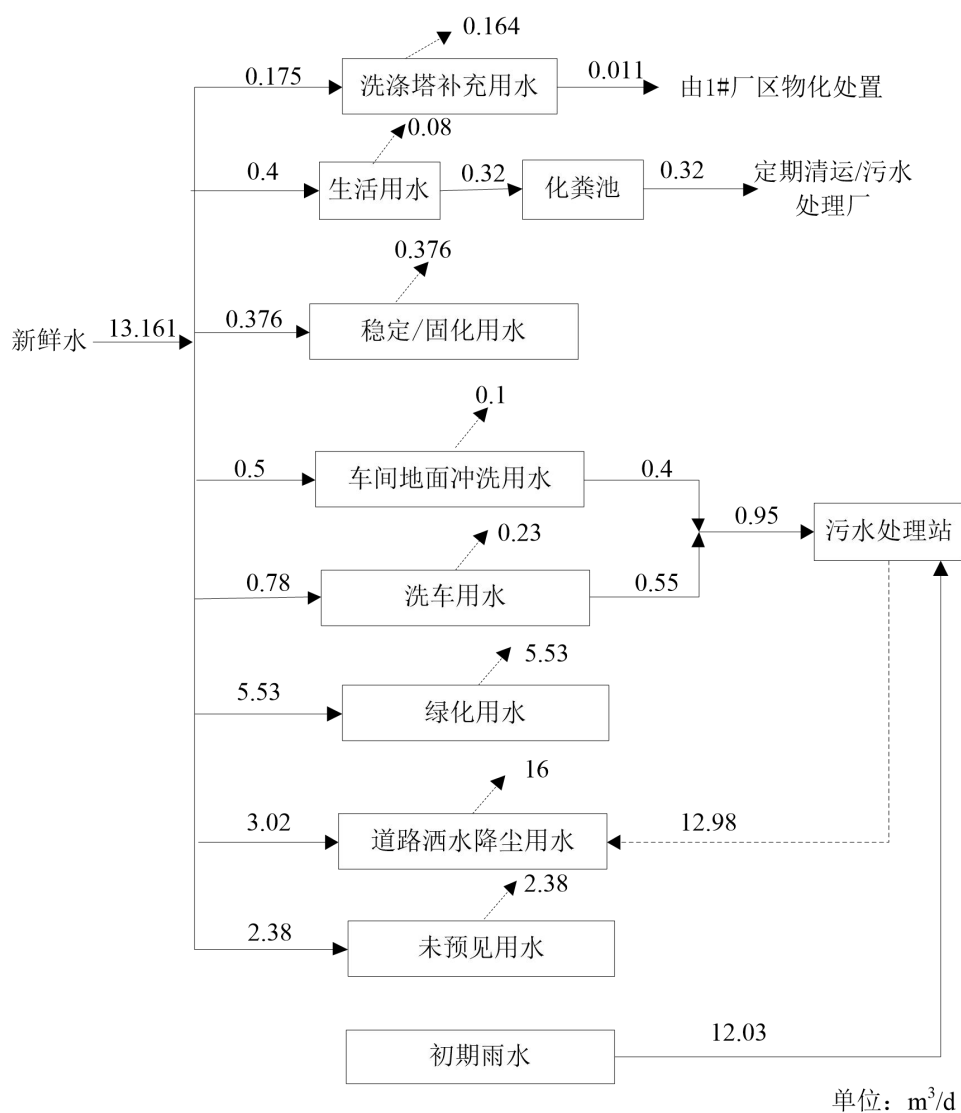 0.164
0.175
洗涤塔补充用水
0.011
由1#厂区物化处置
0.08
0.4
生活用水
0.32
化粪池
0.32
定期清运/污水
处理厂
0.376
新鲜水
13.161
0.376
稳定/固化用水
0.1
0.5
车间地面冲洗用水
0.4
0.95
污水处理站
0.23
0.78
洗车用水
0.55
5.53
5.53
绿化用水
16
3.02
道路洒水降尘用水
12.98
2.38
2.38
未预见用水
初期雨水
12.03
单位：m³/d